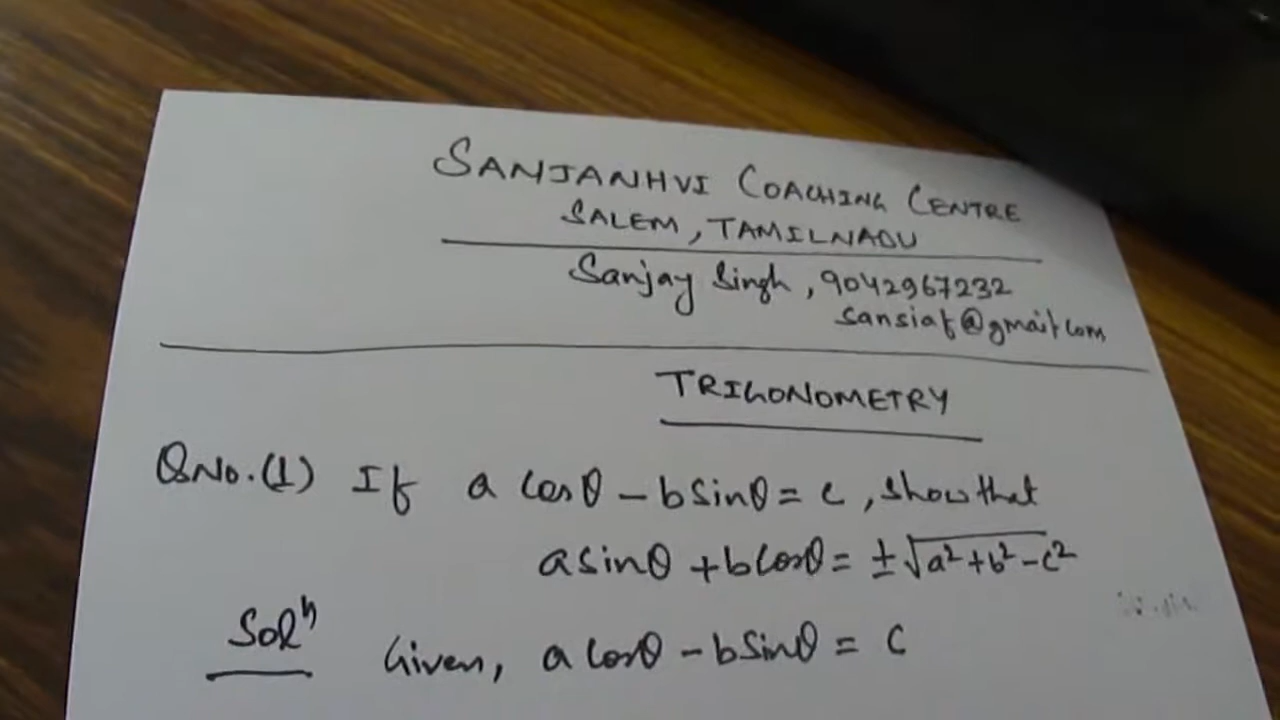 SANJANHVI COACHING CENTRE
SALEM, TAMILNADU
Sanjay Singh, 9042967232
sansiaf@gmail.com
TRIGONOMETRY
QNo.(1) If a cosθ - b sinθ = c, show that
a sinθ + b cosθ = ± √a² + b² - c²
Solⁿ Given, a cosθ - b sinθ = c